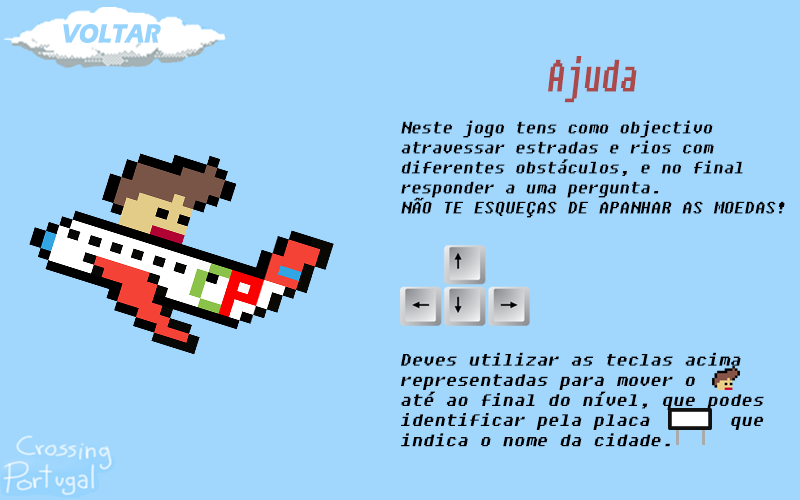 VOLTAR
Ajuda
Neste jogo tens como objectivo
atravessar estradas e rios com
diferentes obstáculos, e no final
responder a uma pergunta.
NÃO TE ESQUEÇAS DE APANHAR AS MOEDAS!
↑
← ↓ →
Deves utilizar as teclas acima
representadas para mover o
até ao final do nível, que podes
identificar pela placa que
indica o nome da cidade.
Crossing
Portugal